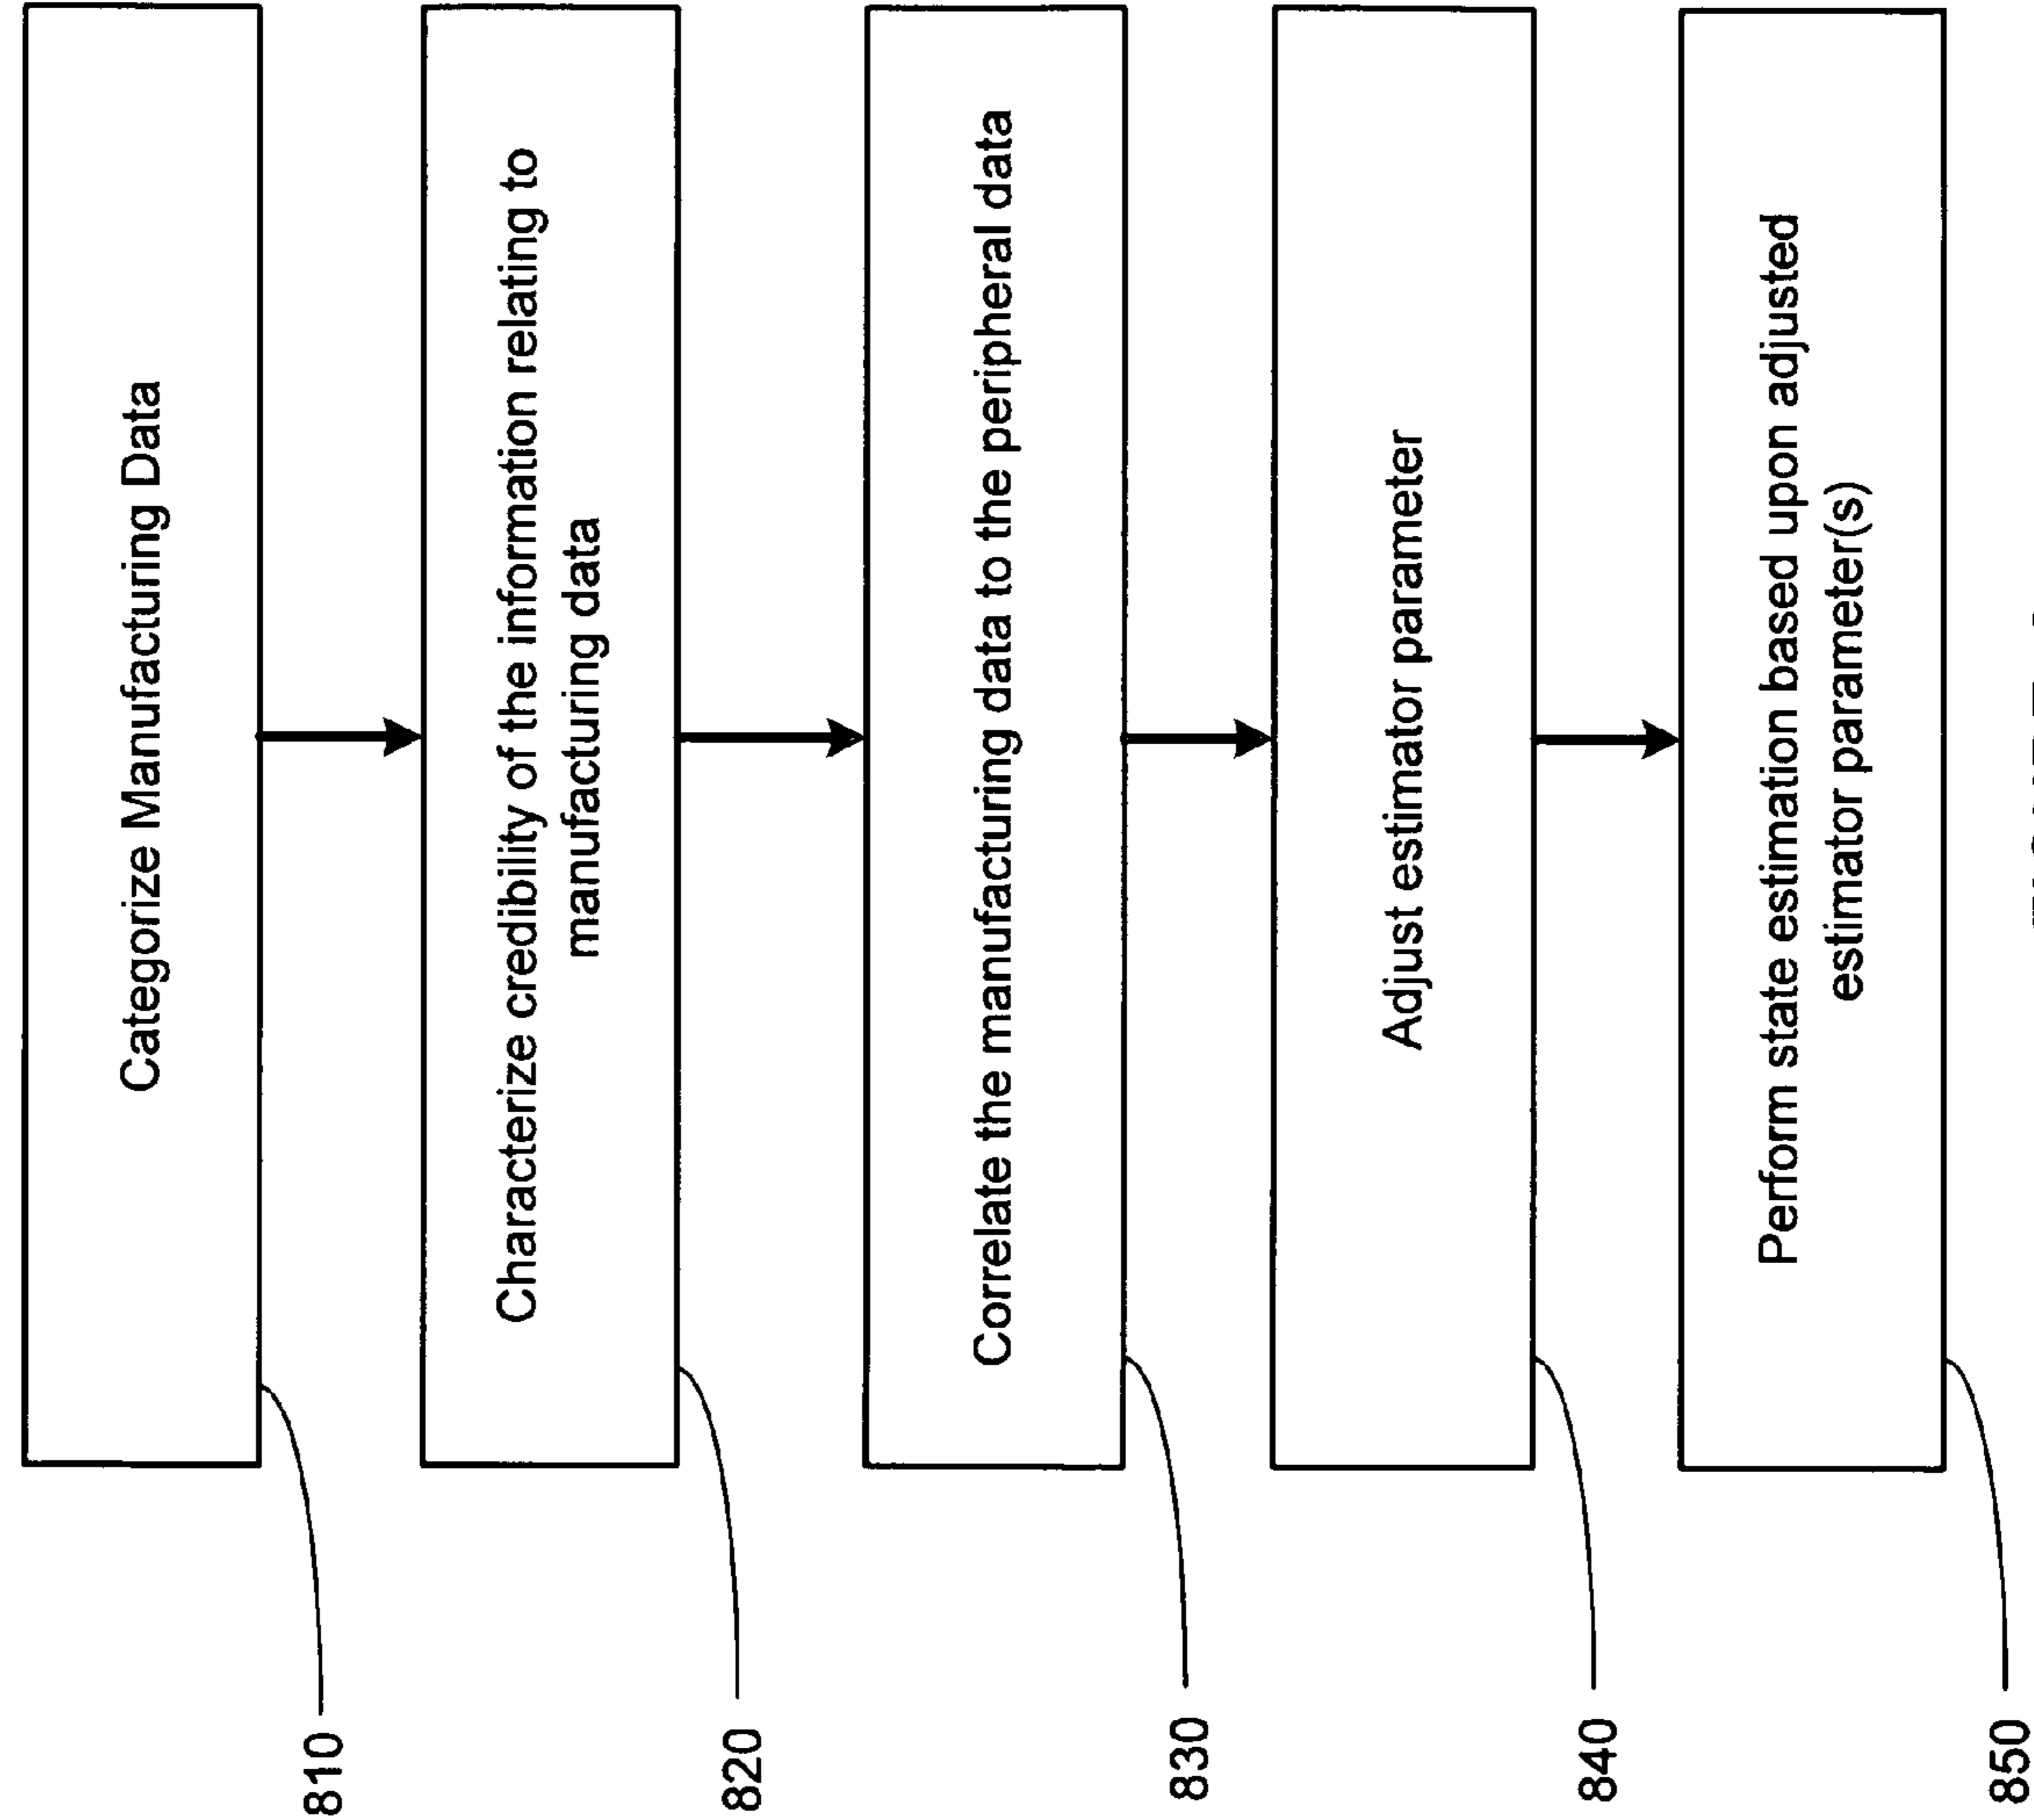 Categorize Manufacturing Data
810
Characterize credibility of the information relating to
manufacturing data
820
Correlate the manufacturing data to the peripheral data
830
Adjust estimator parameter
840
Perform state estimation based upon adjusted
estimator parameter(s)
850